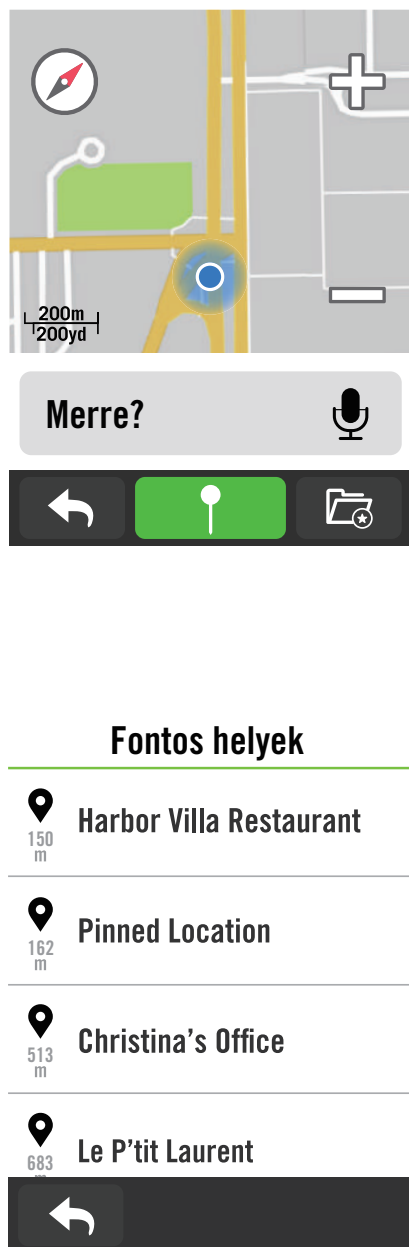 200m
200yd
Merre?
Fontos helyek
Harbor Villa Restaurant
150
m
Pinned Location
162
m
Christina's Office
513
m
Le P'tit Laurent
683
m